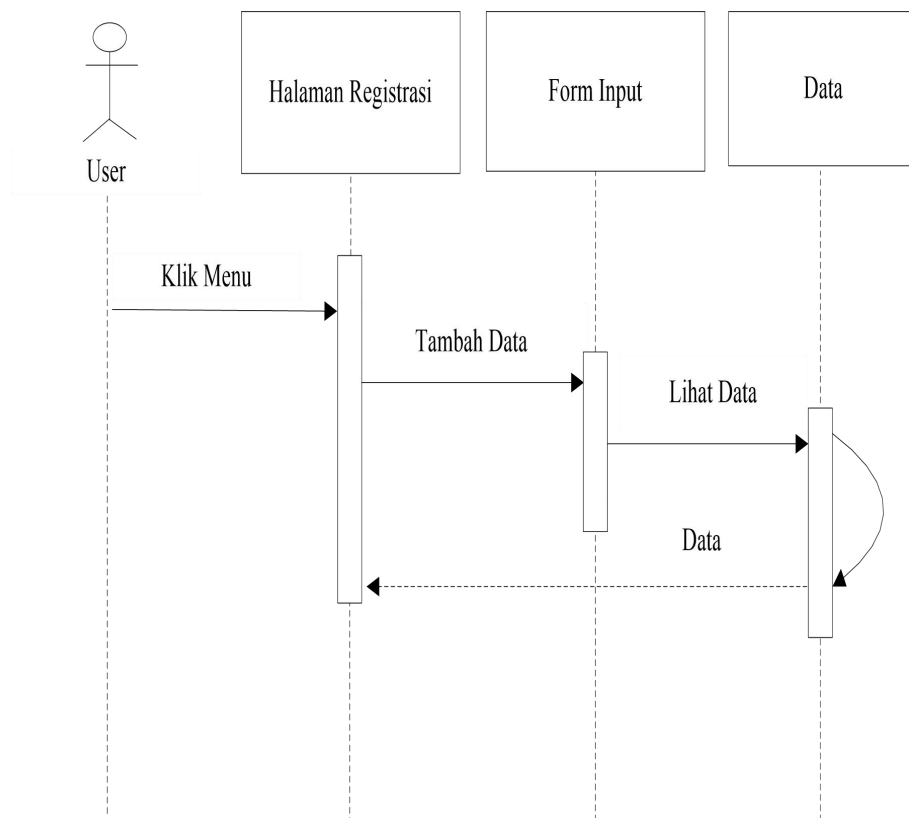 Halaman Registrasi
Form Input
Data
User
Klik Menu
Tambah Data
Lihat Data
Data